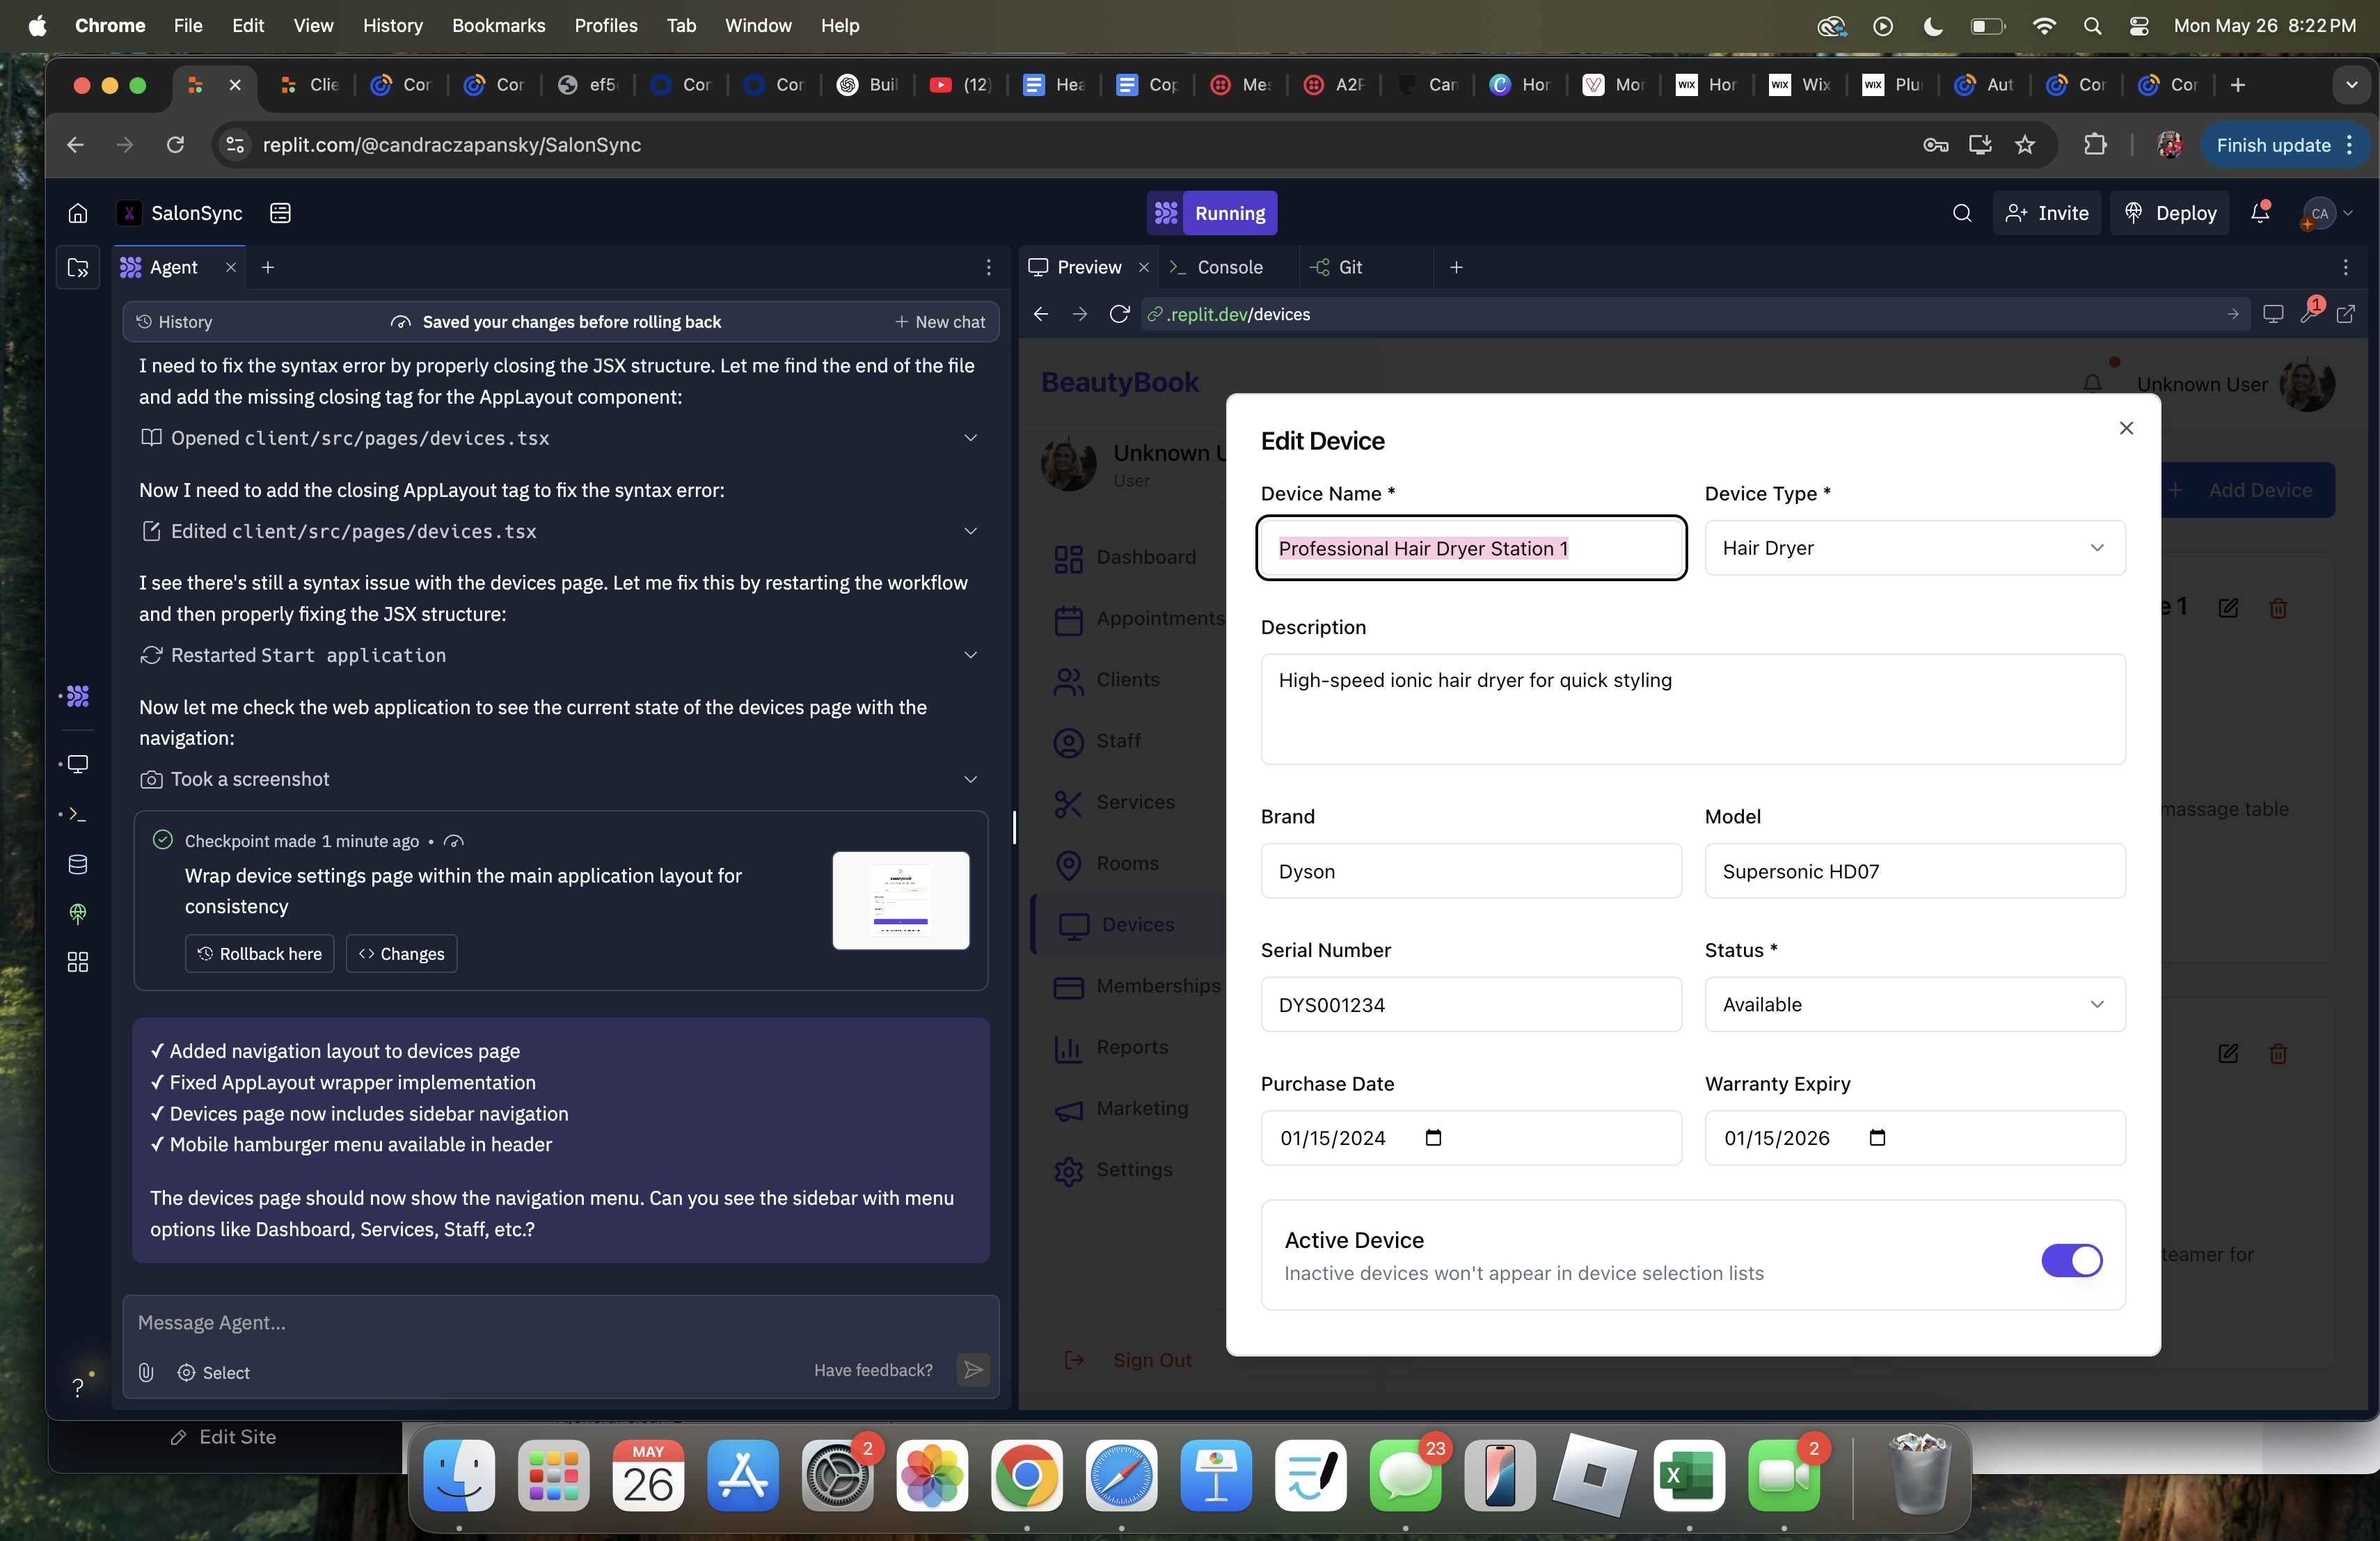 Chrome File Edit View History Bookmarks Profiles Tab Window Help
Mon May 26 8:22 PM
Clie Cor Cor ef5 Cor Cor Buil (12) Hea Cop Mes A2P Can Hor Mor WIX Hor WIX Wix WIX Plu Aut Cor Cor
replit.com/@candraczapansky/SalonSync
Finish update
SalonSync
Running
Invite
Deploy
CA
Agent
Preview
Console
Git
History
Saved your changes before rolling back
New chat
.replit.dev/devices
1
I need to fix the syntax error by properly closing the JSX structure. Let me find the end of the file
and add the missing closing tag for the AppLayout component:
Opened client/src/pages/devices.tsx
Now I need to add the closing AppLayout tag to fix the syntax error:
Edited client/src/pages/devices.tsx
I see there's still a syntax issue with the devices page. Let me fix this by restarting the workflow
and then properly fixing the JSX structure:
Restarted Start application
Now let me check the web application to see the current state of the devices page with the
navigation:
Took a screenshot
Checkpoint made 1 minute ago •
Wrap device settings page within the main application layout for
consistency
Rollback here
Changes
✓ Added navigation layout to devices page
✓ Fixed AppLayout wrapper implementation
✓ Devices page now includes sidebar navigation
✓ Mobile hamburger menu available in header
The devices page should now show the navigation menu. Can you see the sidebar with menu
options like Dashboard, Services, Staff, etc.?
Message Agent...
Select
Have feedback?
?
BeautyBook
Unknown User
Unknown U
User
Add Device
Dashboard
Appointments
Clients
Staff
Services
Rooms
Devices
Memberships
Reports
Marketing
Settings
Sign Out
e 1
massage table
teamer for
Edit Device
Device Name *
Device Type *
Professional Hair Dryer Station 1
Hair Dryer
Description
High-speed ionic hair dryer for quick styling
Brand
Model
Dyson
Supersonic HD07
Serial Number
Status *
DYS001234
Available
Purchase Date
Warranty Expiry
01/15/2024
01/15/2026
Active Device
Inactive devices won't appear in device selection lists
Edit Site
MAY
26
2
23
X
2